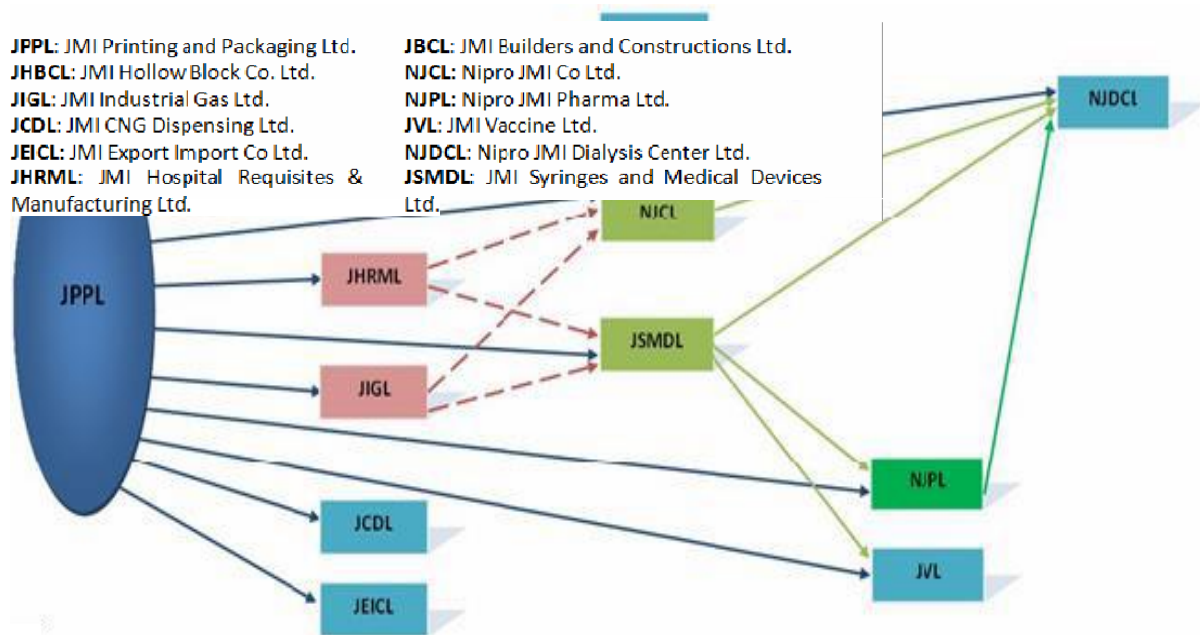 JPPL: JMI Printing and Packaging Ltd.
JHBCL: JMI Hollow Block Co. Ltd.
JIGL: JMI Industrial Gas Ltd.
JCDL: JMI CNG Dispensing Ltd.
JEICL: JMI Export Import Co Ltd.
JHRML: JMI Hospital Requisites &
Manufacturing Ltd.
JBCL: JMI Builders and Constructions Ltd.
NJCL: Nipro JMI Co Ltd.
NJPL: Nipro JMI Pharma Ltd.
JVL: JMI Vaccine Ltd.
NJDCL: Nipro JMI Dialysis Center Ltd.
JSMDL: JMI Syringes and Medical Devices
Ltd.
NJDCL
NJCL
JHRML
JPPL
JSMDL
JIGL
NJPL
JCDL
JVL
JEICL